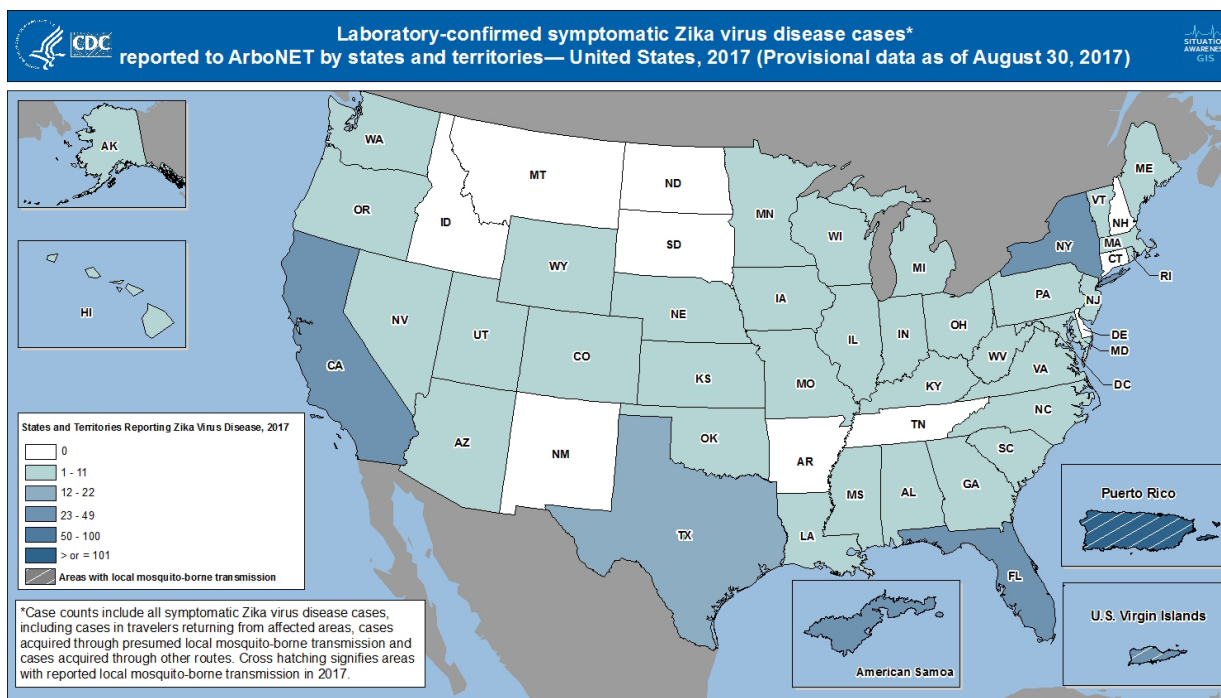 CDC
Laboratory-confirmed symptomatic Zika virus disease cases*
reported to ArboNET by states and territories— United States, 2017 (Provisional data as of August 30, 2017)
SITUATION
AWARENESS
GIS
AK
HI
WA
OR
CA
NV
ID
MT
WY
UT
CO
AZ
NM
ND
SD
NE
KS
OK
TX
MN
IA
MO
AR
LA
WI
IL
MI
IN
OH
KY
TN
MS
AL
GA
FL
SC
NC
VA
WV
PA
NY
NJ
VT
NH
ME
MA
CT
RI
DE
MD
DC
States and Territories Reporting Zika Virus Disease, 2017
0
1 - 11
12 - 22
23 - 49
50 - 100
> or = 101
Areas with local mosquito-borne transmission
*Case counts include all symptomatic Zika virus disease cases,
including cases in travelers returning from affected areas, cases
acquired through presumed local mosquito-borne transmission and
cases acquired through other routes. Cross hatching signifies areas
with reported local mosquito-borne transmission in 2017.
American Samoa
Puerto Rico
U.S. Virgin Islands